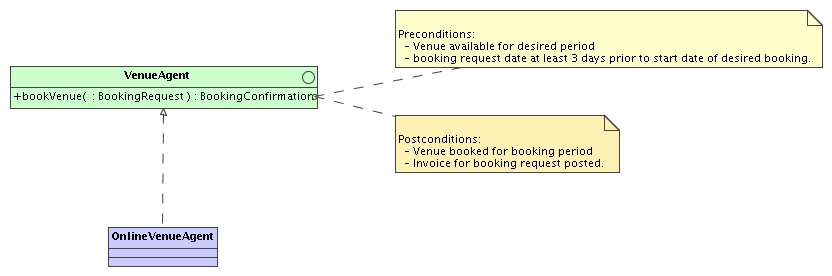 Preconditions:
- Venue available for desired period
- booking request date at least 3 days prior to start date of desired booking.
VenueAgent
+bookVenue( : BookingRequest) : BookingConfirmation
Postconditions:
- Venue booked for booking period
- Invoice for booking request posted.
OnlineVenueAgent